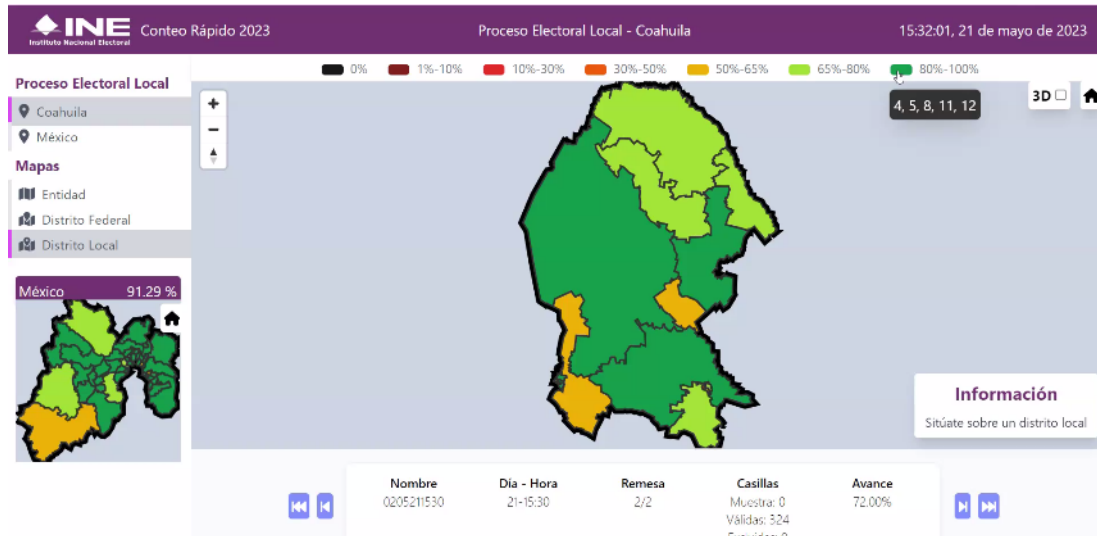 INE
Instituto Nacional Electoral
Conteo Rápido 2023
Proceso Electoral Local - Coahuila
15:32:01, 21 de mayo de 2023
0% 1%-10% 10%-30% 30%-50% 50%-65% 65%-80% 80%-100%
4, 5, 8, 11, 12
3D
Proceso Electoral Local
Coahuila
México
Mapas
Entidad
Distrito Federal
Distrito Local
México 91.29 %
Información
Sitúate sobre un distrito local
Nombre Día - Hora Remesa Casillas Avance
0205211530 21-15:30 2/2 Muestra: 0 72.00%
Válidas: 324